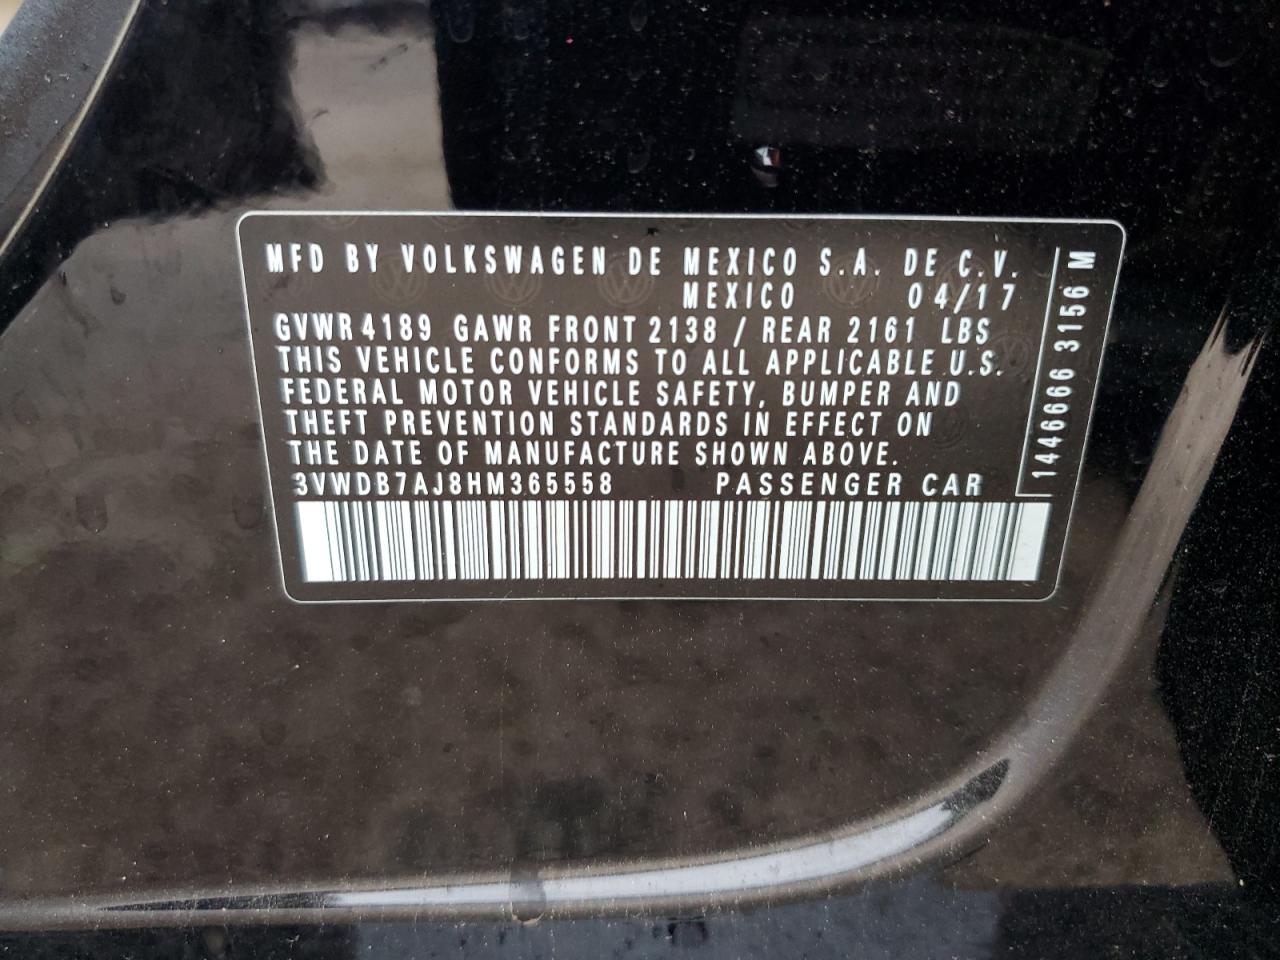 MFD BY VOLKSWAGEN DE MEXICO S.A. DE C.V.
MEXICO 04/17
GVWR 4189 GAWR FRONT 2138 / REAR 2161 LBS
THIS VEHICLE CONFORMS TO ALL APPLICABLE U.S.
FEDERAL MOTOR VEHICLE SAFETY, BUMPER AND
THEFT PREVENTION STANDARDS IN EFFECT ON
THE DATE OF MANUFACTURE SHOWN ABOVE.
3VWDB7AJ8HM365558 PASSENGER CAR
1446666 3156 M